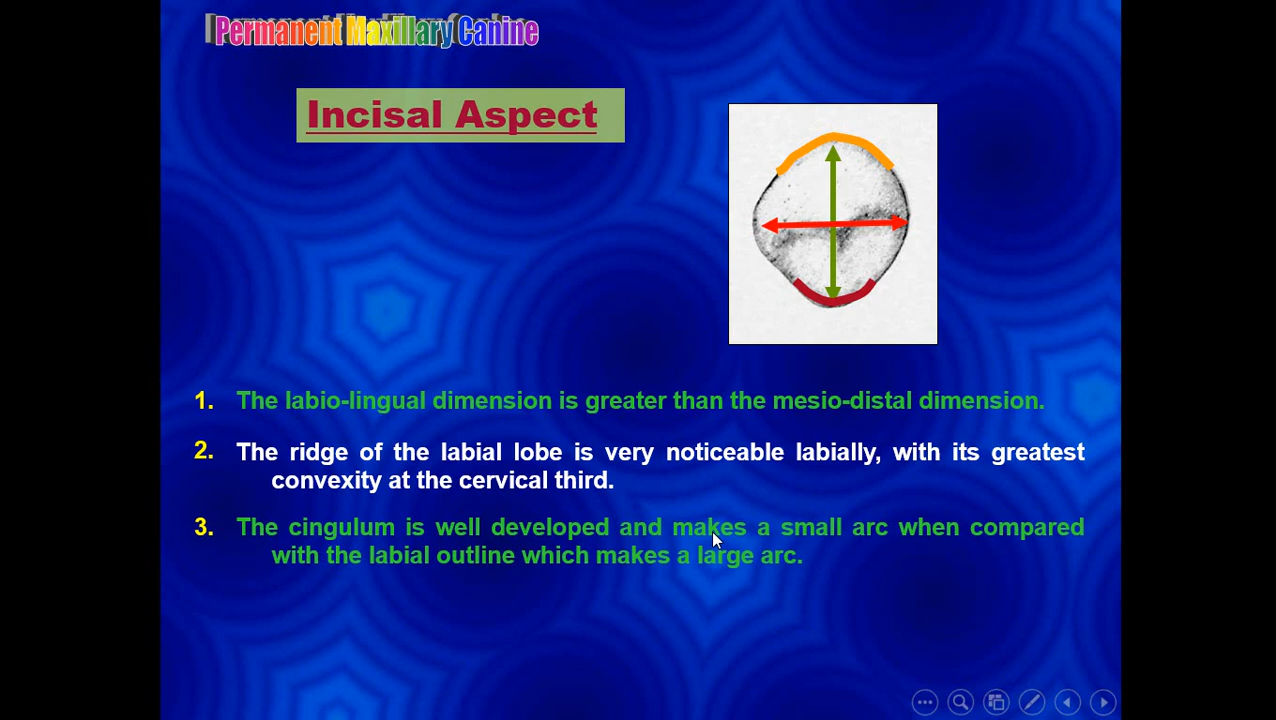 Permanent Maxillary Canine
Incisal Aspect
1. The labio-lingual dimension is greater than the mesio-distal dimension.
2. The ridge of the labial lobe is very noticeable labially, with its greatest
convexity at the cervical third.
3. The cingulum is well developed and makes a small arc when compared
with the labial outline which makes a large arc.